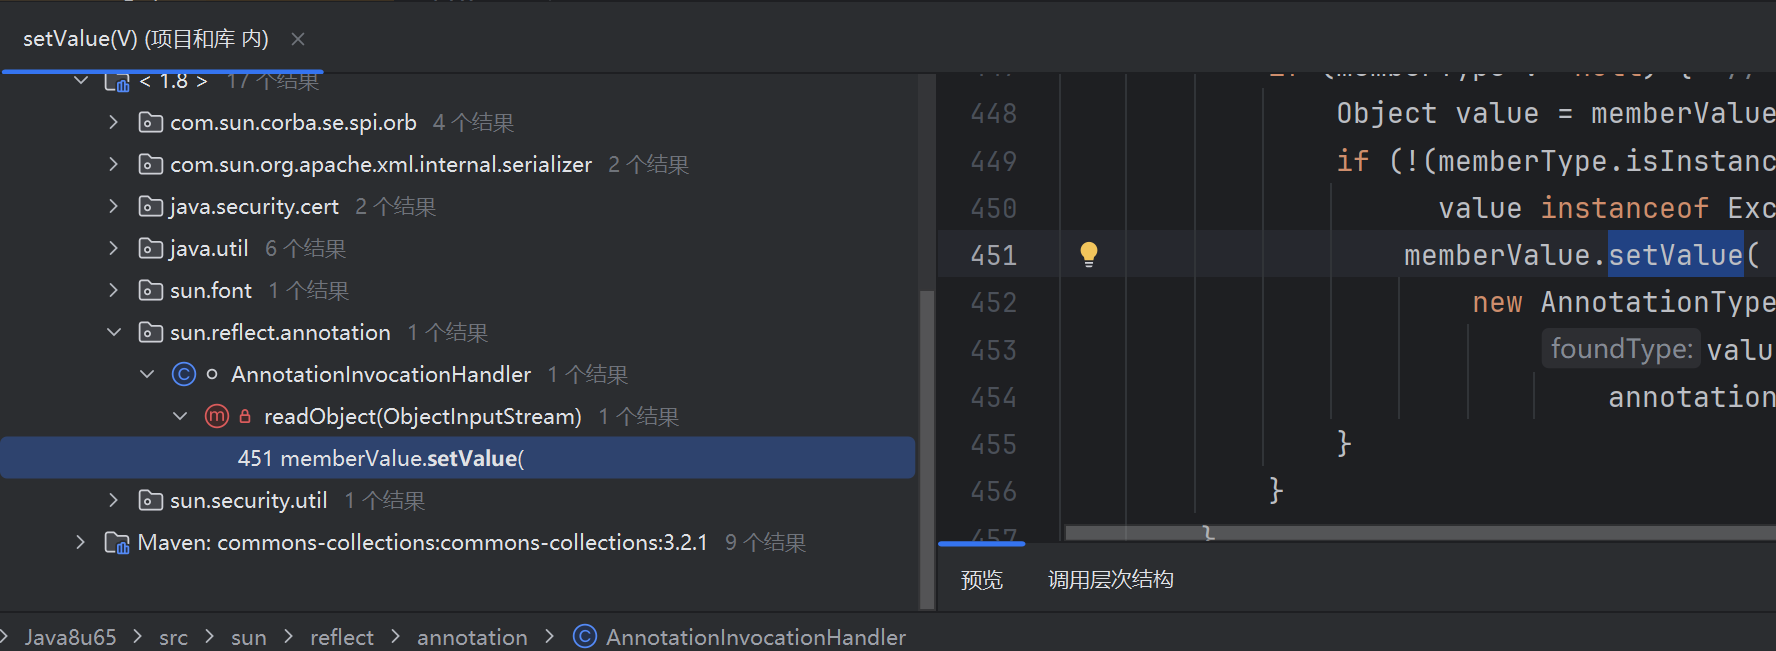 setValue(V) (项目和库 内)
< 1.8 > 17 个结果
com.sun.corba.se.spi.orb 4 个结果
com.sun.org.apache.xml.internal.serializer 2 个结果
java.security.cert 2 个结果
java.util 6 个结果
sun.font 1 个结果
sun.reflect.annotation 1 个结果
AnnotationInvocationHandler 1 个结果
readObject(ObjectInputStream) 1 个结果
451 memberValue.setValue(
sun.security.util 1 个结果
Maven: commons-collections:commons-collections:3.2.1 9 个结果
448 Object value = memberValue
449 if (!(memberType.isInstanc
450 value instanceof Exc
451 memberValue.setValue(
452 new AnnotationType
453 foundType: valu
454 annotation
455 }
456 }
457 }
预览 调用层次结构
Java8u65 > src > sun > reflect > annotation > AnnotationInvocationHandler